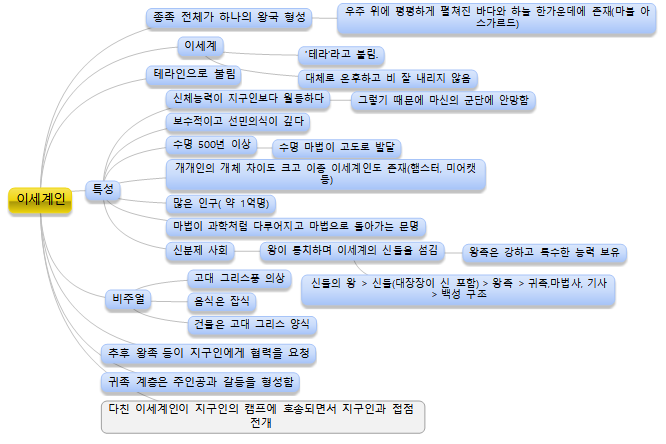 이세계인
종족 전체가 하나의 왕국 형성
우주 위에 평평하게 펼쳐진 바다와 하늘 한가운데에 존재(마블 아
스가르드)
이세계
'테라'라고 불림.
대체로 온후하고 비 잘 내리지 않음
테라인으로 불림
특성
신체능력이 지구인보다 월등하다
그렇기 때문에 마신의 군단에 안망함
보수적이고 선민의식이 깊다
수명 500년 이상
수명 마법이 고도로 발달
개개인의 개체 차이도 크고 이종 이세계인도 존재(햄스터, 미어캣
등)
많은 인구( 약 1억명)
마법이 과학처럼 다루어지고 마법으로 돌아가는 문명
신분제 사회
왕이 통치하며 이세계의 신들을 섬김
왕족은 강하고 특수한 능력 보유
신들의 왕 > 신들(대장장이 신 포함) > 왕족 > 귀족,마법사, 기사
> 백성 구조
비주얼
고대 그리스풍 의상
음식은 잡식
건물은 고대 그리스 양식
추후 왕족 등이 지구인에게 협력을 요청
귀족 계층은 주인공과 갈등을 형성함
다친 이세계인이 지구인의 캠프에 호송되면서 지구인과 접점
전개